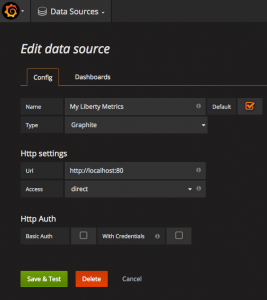 Data Sources
Edit data source
Config Dashboards
Name My Liberty Metrics Default
Type Graphite
Http settings
Url http://localhost:80
Access direct
Http Auth
Basic Auth With Credentials
Save & Test Delete Cancel